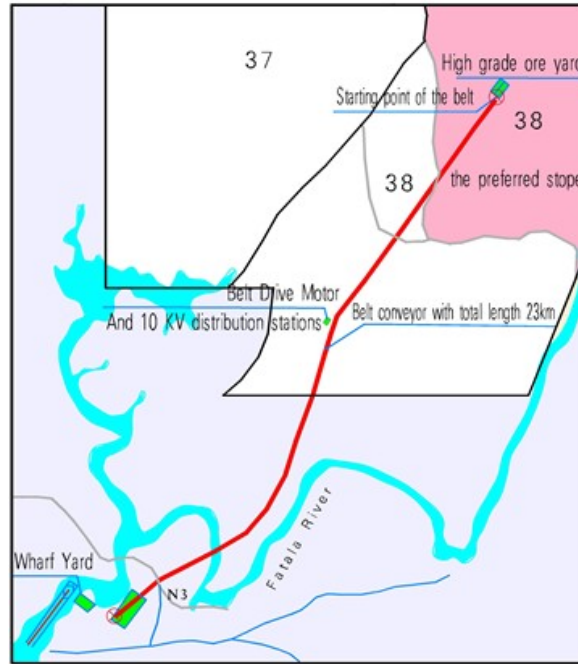 37
High grade ore yard
Starting point of the belt
38
38
the preferred stope
Belt Drive Motor
And 10 KV distribution stations
Belt conveyor with total length 23km
Fatala River
Wharf Yard
N3